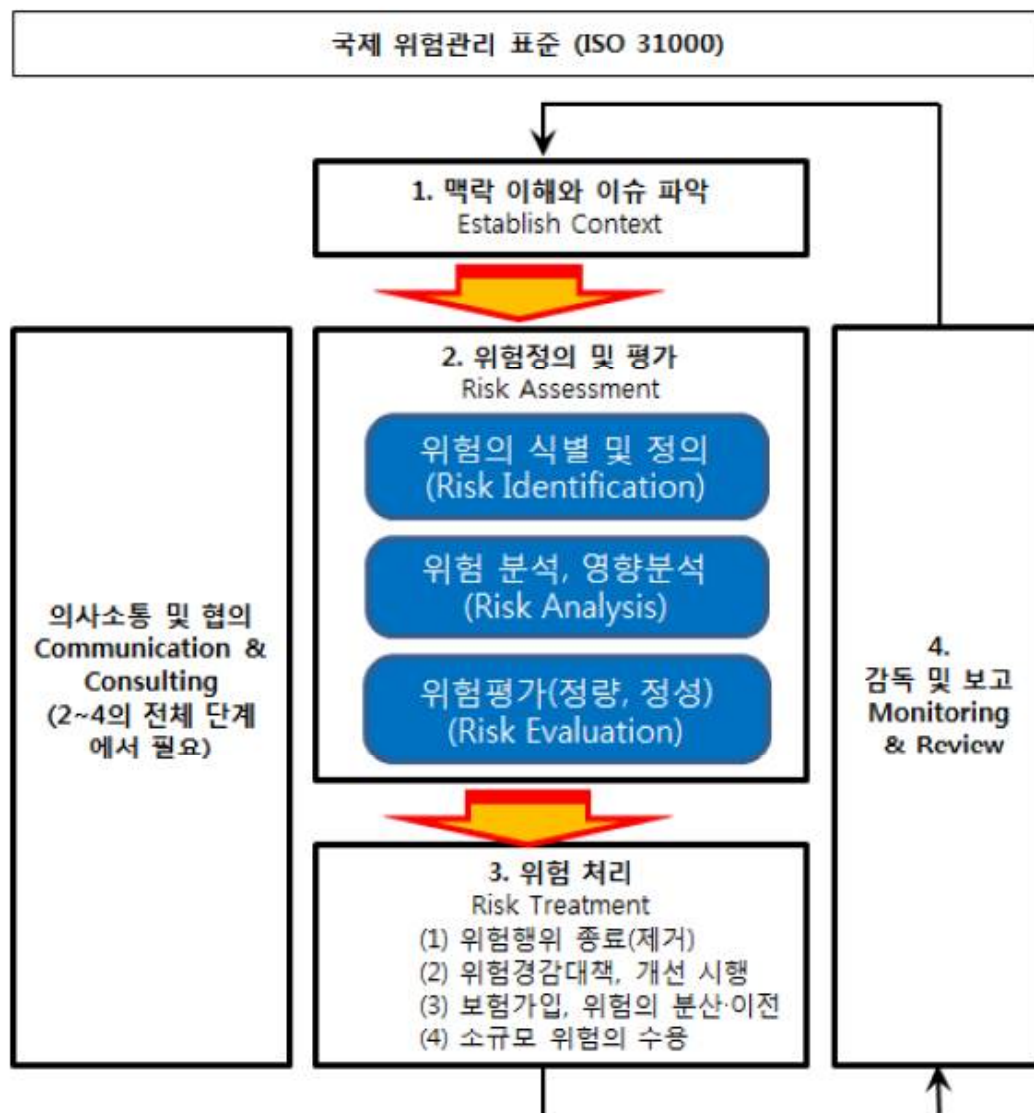 국제 위험관리 표준 (ISO 31000)
1. 맥락 이해와 이슈 파악
Establish Context
2. 위험정의 및 평가
Risk Assessment
위험의 식별 및 정의
(Risk Identification)
위험 분석, 영향분석
(Risk Analysis)
위험평가(정량, 정성)
(Risk Evaluation)
의사소통 및 협의
Communication &
Consulting
(2~4의 전체 단계
에서 필요)
4.
감독 및 보고
Monitoring
& Review
3. 위험 처리
Risk Treatment
(1) 위험행위 종료(제거)
(2) 위험경감대책, 개선 시행
(3) 보험가입, 위험의 분산·이전
(4) 소규모 위험의 수용